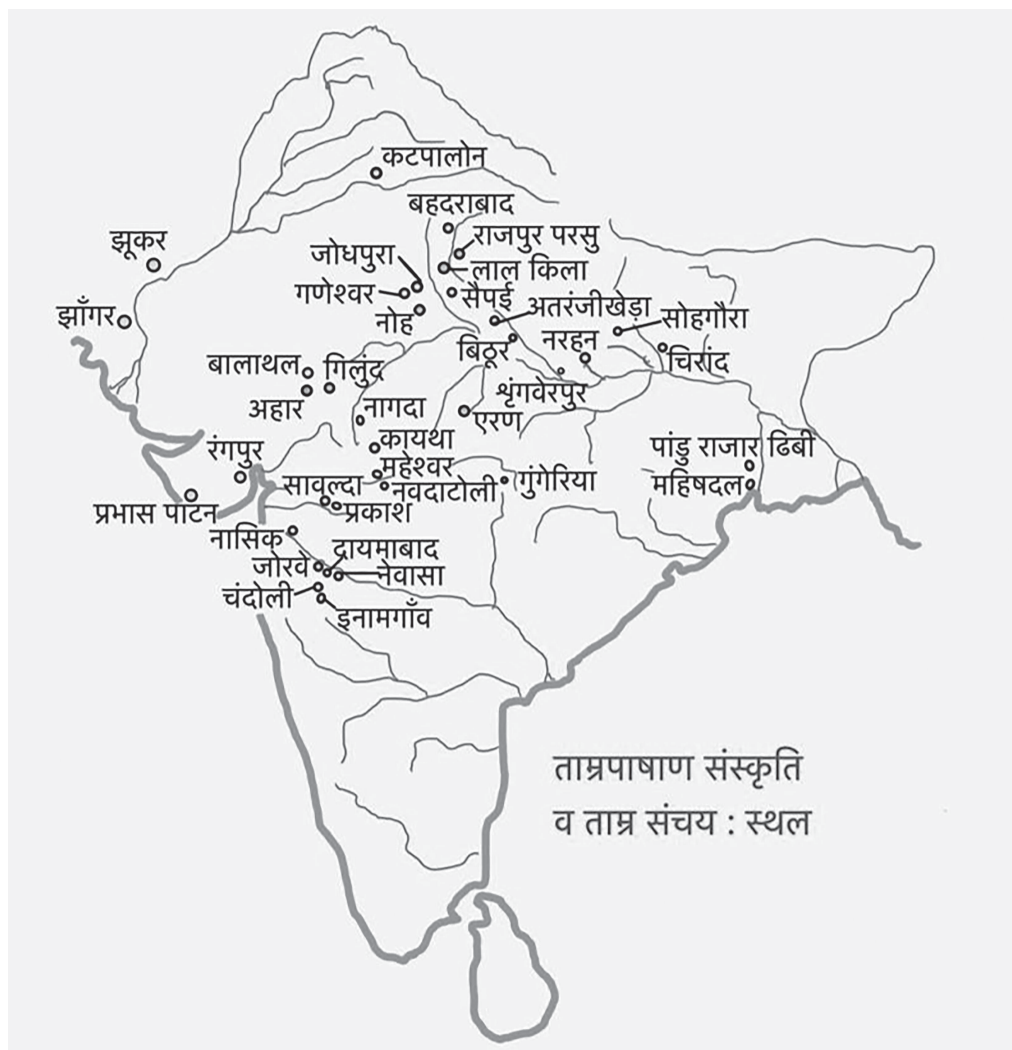 कटपालोन
बहदराबाद
झूकर
राजपुर परसु
जोधपुरा
लाल किला
गणेश्वर
सैपई
अतरंजीखेड़ा
झाँगर
नोह
सोहगौरा
नरहन
बिठूर
चिरांद
बालाथल
गिलुंद
शृंगवेरपुर
अहार
नागदा
एरण
कायथा
पांडु राजार ढिबी
रंगपुर
महेश्वर
सावूल्दा
नवदाटोली
गुंगेरिया
महिषदल
प्रभास पाटन
प्रकाश
नासिक
द्रायमाबाद
जोरवे
नेवासा
चंदोली
इनामगाँव
ताम्रपाषाण संस्कृति
व ताम्र संचय : स्थल